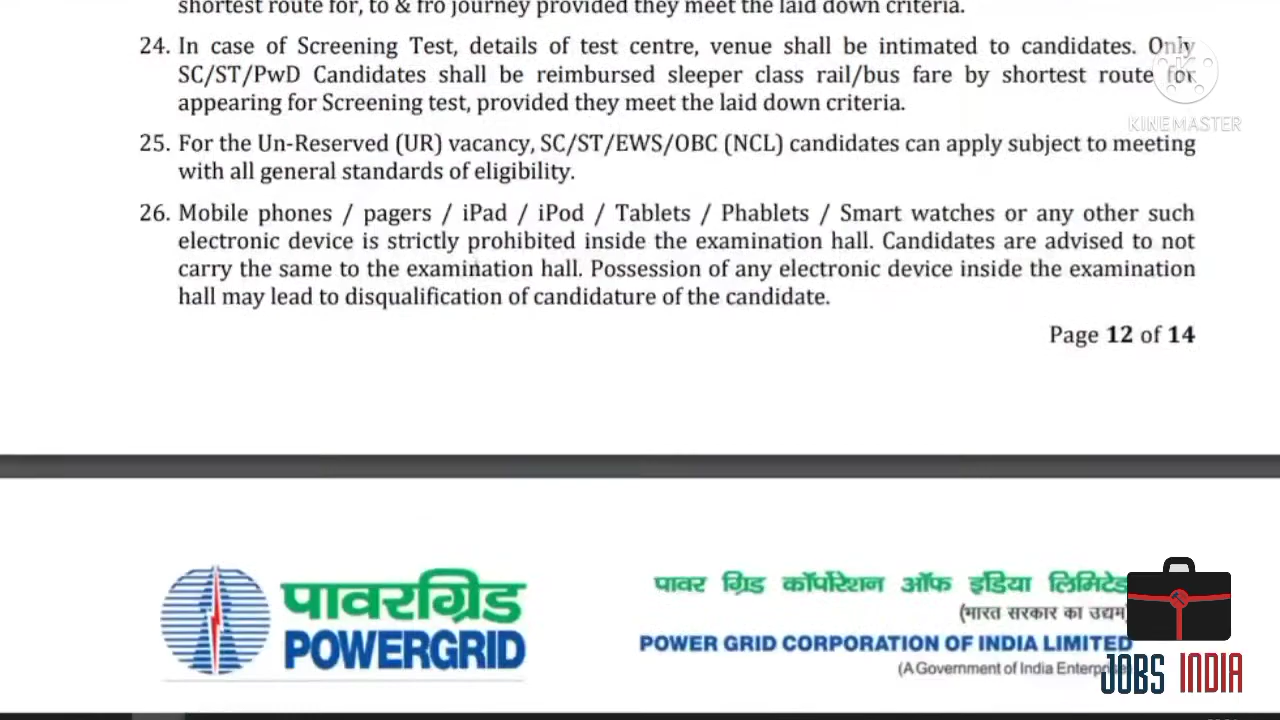 shortest route for, to & fro journey provided they meet the laid down criteria.
24. In case of Screening Test, details of test centre, venue shall be intimated to candidates. Only
SC/ST/PwD Candidates shall be reimbursed sleeper class rail/bus fare by shortest route for
appearing for Screening test, provided they meet the laid down criteria.
KINEMASTER
25. For the Un-Reserved (UR) vacancy, SC/ST/EWS/OBC (NCL) candidates can apply subject to meeting
with all general standards of eligibility.
26. Mobile phones / pagers / iPad / iPod / Tablets / Phablets / Smart watches or any other such
electronic device is strictly prohibited inside the examination hall. Candidates are advised to not
carry the same to the examination hall. Possession of any electronic device inside the examination
hall may lead to disqualification of candidature of the candidate.
Page 12 of 14
पावरग्रिड
POWERGRID
पावर ग्रिड कॉर्पोरेशन ऑफ इंडिया लिमिटेड
(भारत सरकार का उद्यम)
POWER GRID CORPORATION OF INDIA LIMITED
(A Government of India
JOBS INDIA